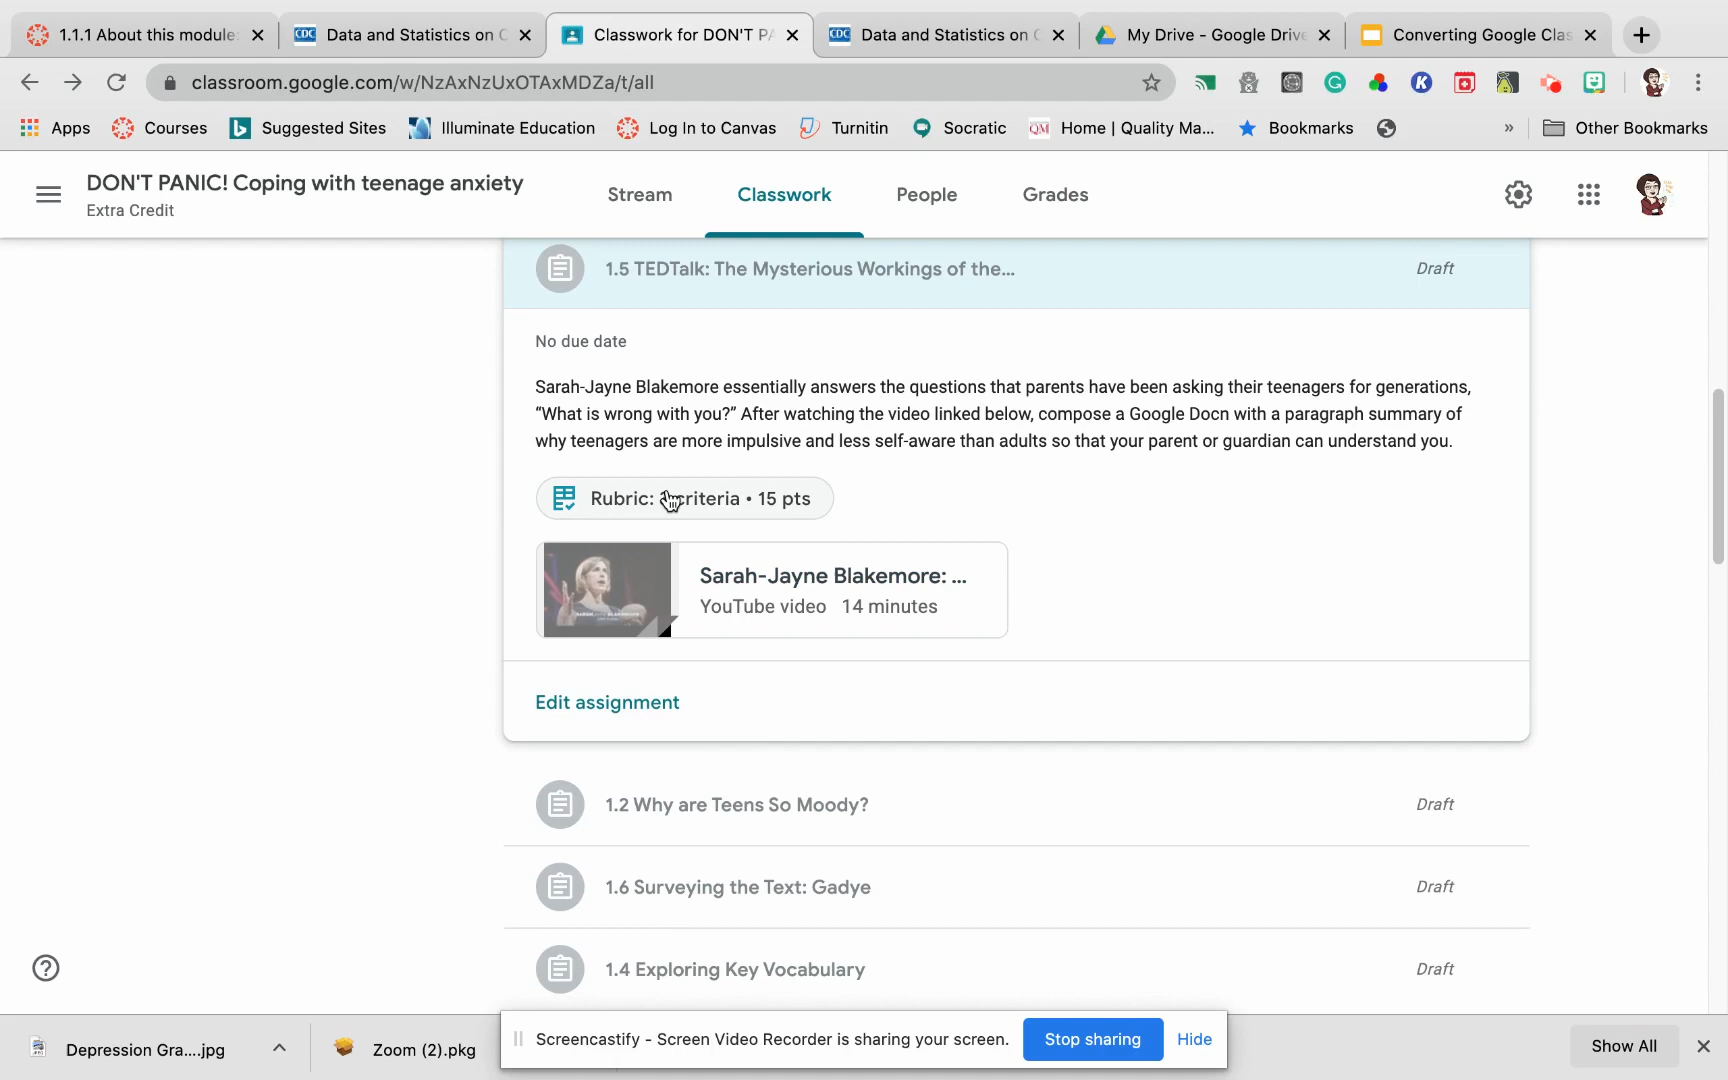 1.1.1 About this module:
Data and Statistics on C
Classwork for DON'T PA
Data and Statistics on C
My Drive - Google Drive
Converting Google Clas
classroom.google.com/w/NzAxNzUxOTAxMDZa/t/all
Apps
Courses
Suggested Sites
Illuminate Education
Log In to Canvas
Turnitin
Socratic
QM
Home | Quality Ma...
Bookmarks
»
Other Bookmarks
DON'T PANIC! Coping with teenage anxiety
Extra Credit
Stream
Classwork
People
Grades
1.5 TEDTalk: The Mysterious Workings of the...
Draft
No due date
Sarah-Jayne Blakemore essentially answers the questions that parents have been asking their teenagers for generations,
“What is wrong with you?” After watching the video linked below, compose a Google Docn with a paragraph summary of
why teenagers are more impulsive and less self-aware than adults so that your parent or guardian can understand you.
Rubric: criteria • 15 pts
Sarah-Jayne Blakemore: ...
YouTube video 14 minutes
Edit assignment
1.2 Why are Teens So Moody?
Draft
1.6 Surveying the Text: Gadye
Draft
1.4 Exploring Key Vocabulary
Draft
Depression Gra....jpg
Zoom (2).pkg
Screencastify - Screen Video Recorder is sharing your screen.
Stop sharing
Hide
Show All